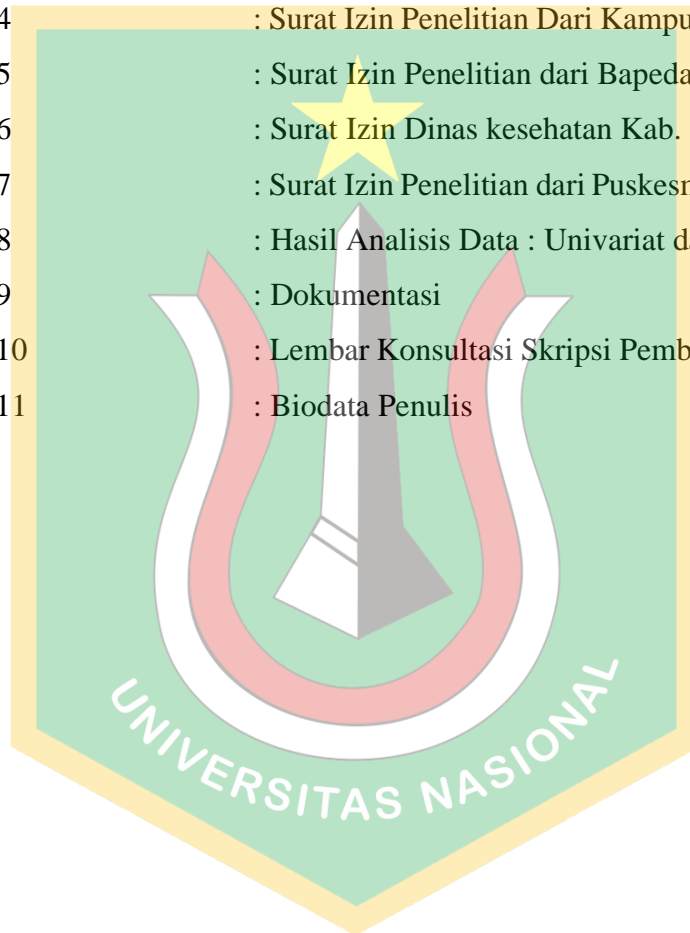 4 : Surat Izin Penelitian Dari Kampu
5 : Surat Izin Penelitian dari Bapeda
6 : Surat Izin Dinas kesehatan Kab.
7 : Surat Izin Penelitian dari Puskesm
8 : Hasil Analisis Data : Univariat da
9 : Dokumentasi
10 : Lembar Konsultasi Skripsi Pemb
11 : Biodata Penulis
UNIVERSITAS NASIONAL